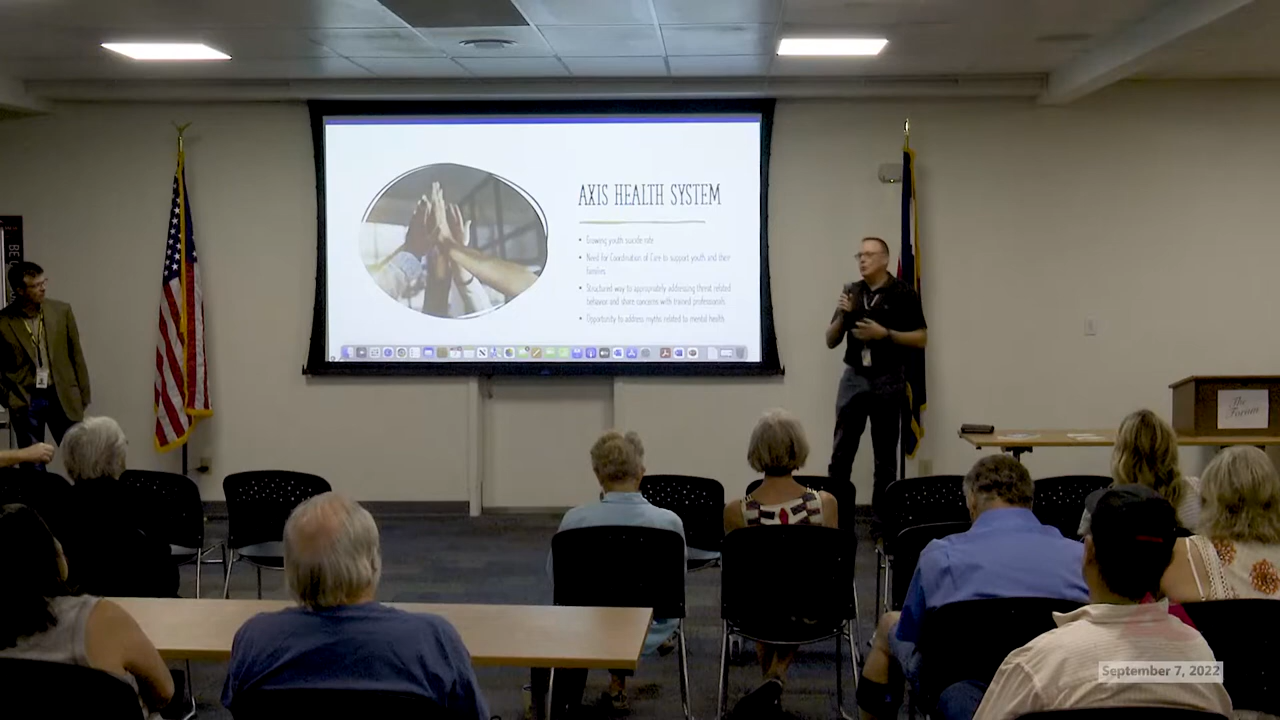 AXIS HEALTH SYSTEM
• Growing youth suicide rate
• Need for Coordination of Care to support youth and their
families
• Structured way to appropriately addressing threat related
behavior and share concerns with trained professionals
• Opportunity to address myths related to mental health
The
Forum
September 7, 2022